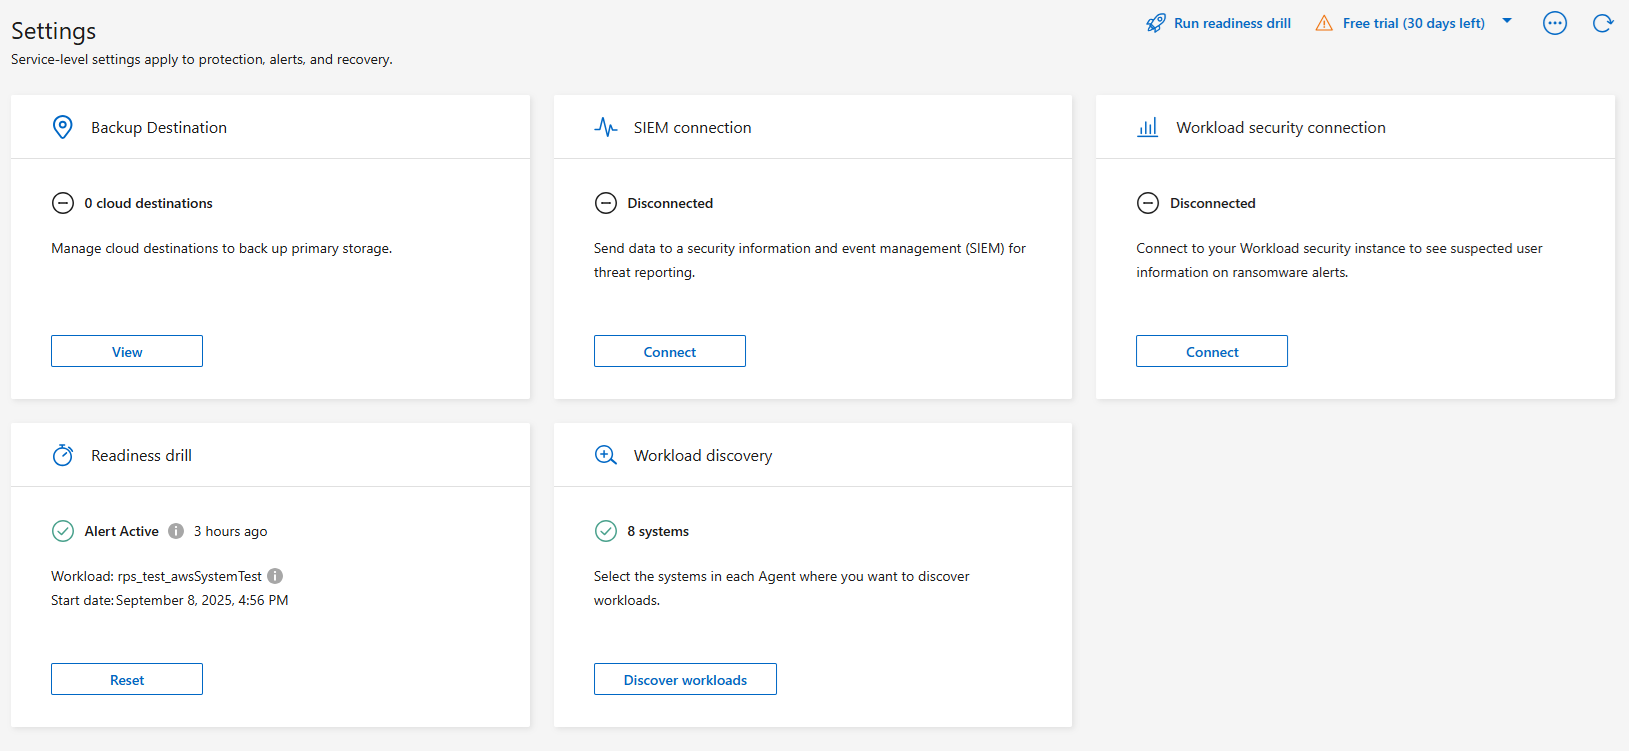 Settings
Service-level settings apply to protection, alerts, and recovery.
Run readiness drill
Free trial (30 days left)
Backup Destination
0 cloud destinations
Manage cloud destinations to back up primary storage.
View
SIEM connection
Disconnected
Send data to a security information and event management (SIEM) for
threat reporting.
Connect
Workload security connection
Disconnected
Connect to your Workload security instance to see suspected user
information on ransomware alerts.
Connect
Readiness drill
Alert Active 3 hours ago
Workload: rps_test_awsSystemTest
Start date: September 8, 2025, 4:56 PM
Reset
Workload discovery
8 systems
Select the systems in each Agent where you want to discover
workloads.
Discover workloads